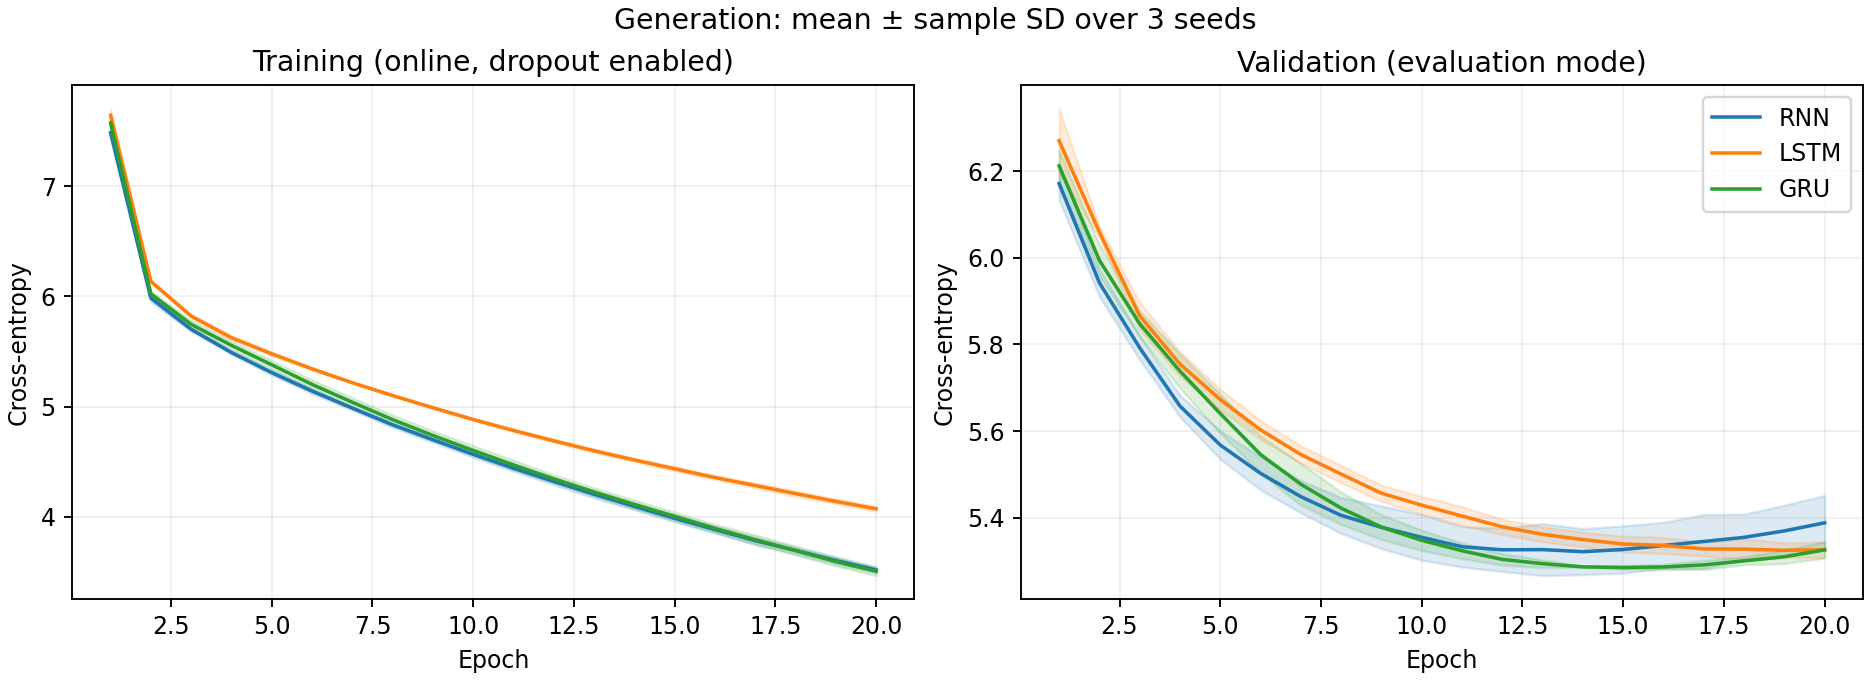 Generation: mean ± sample SD over 3 seeds
Training (online, dropout enabled)
Cross-entropy
7
6
5
4
2.5 5.0 7.5 10.0 12.5 15.0 17.5 20.0
Epoch
Validation (evaluation mode)
Cross-entropy
6.2
6.0
5.8
5.6
5.4
RNN
LSTM
GRU
2.5 5.0 7.5 10.0 12.5 15.0 17.5 20.0
Epoch